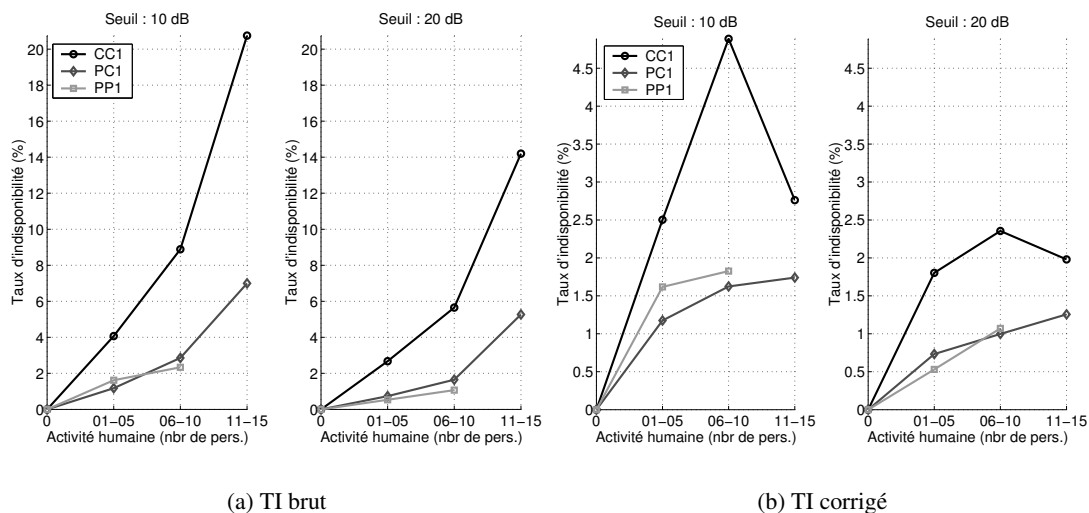 Seuil : 10 dB
20
18
16
14
12
10
8
6
4
2
0
Taux d'indisponibilité (%)
CC1
PC1
PP1
0
01−05
06−10
11−15
Activité humaine (nbr de pers.)
Seuil : 20 dB
20
18
16
14
12
10
8
6
4
2
0
Taux d'indisponibilité (%)
0
01−05
06−10
11−15
Activité humaine (nbr de pers.)
(a) TI brut
Seuil : 10 dB
4.5
4
3.5
3
2.5
2
1.5
1
0.5
0
Taux d'indisponibilité (%)
CC1
PC1
PP1
0
01−05
06−10
11−15
Activité humaine (nbr de pers.)
Seuil : 20 dB
4.5
4
3.5
3
2.5
2
1.5
1
0.5
0
Taux d'indisponibilité (%)
0
01−05
06−10
11−15
Activité humaine (nbr de pers.)
(b) TI corrigé